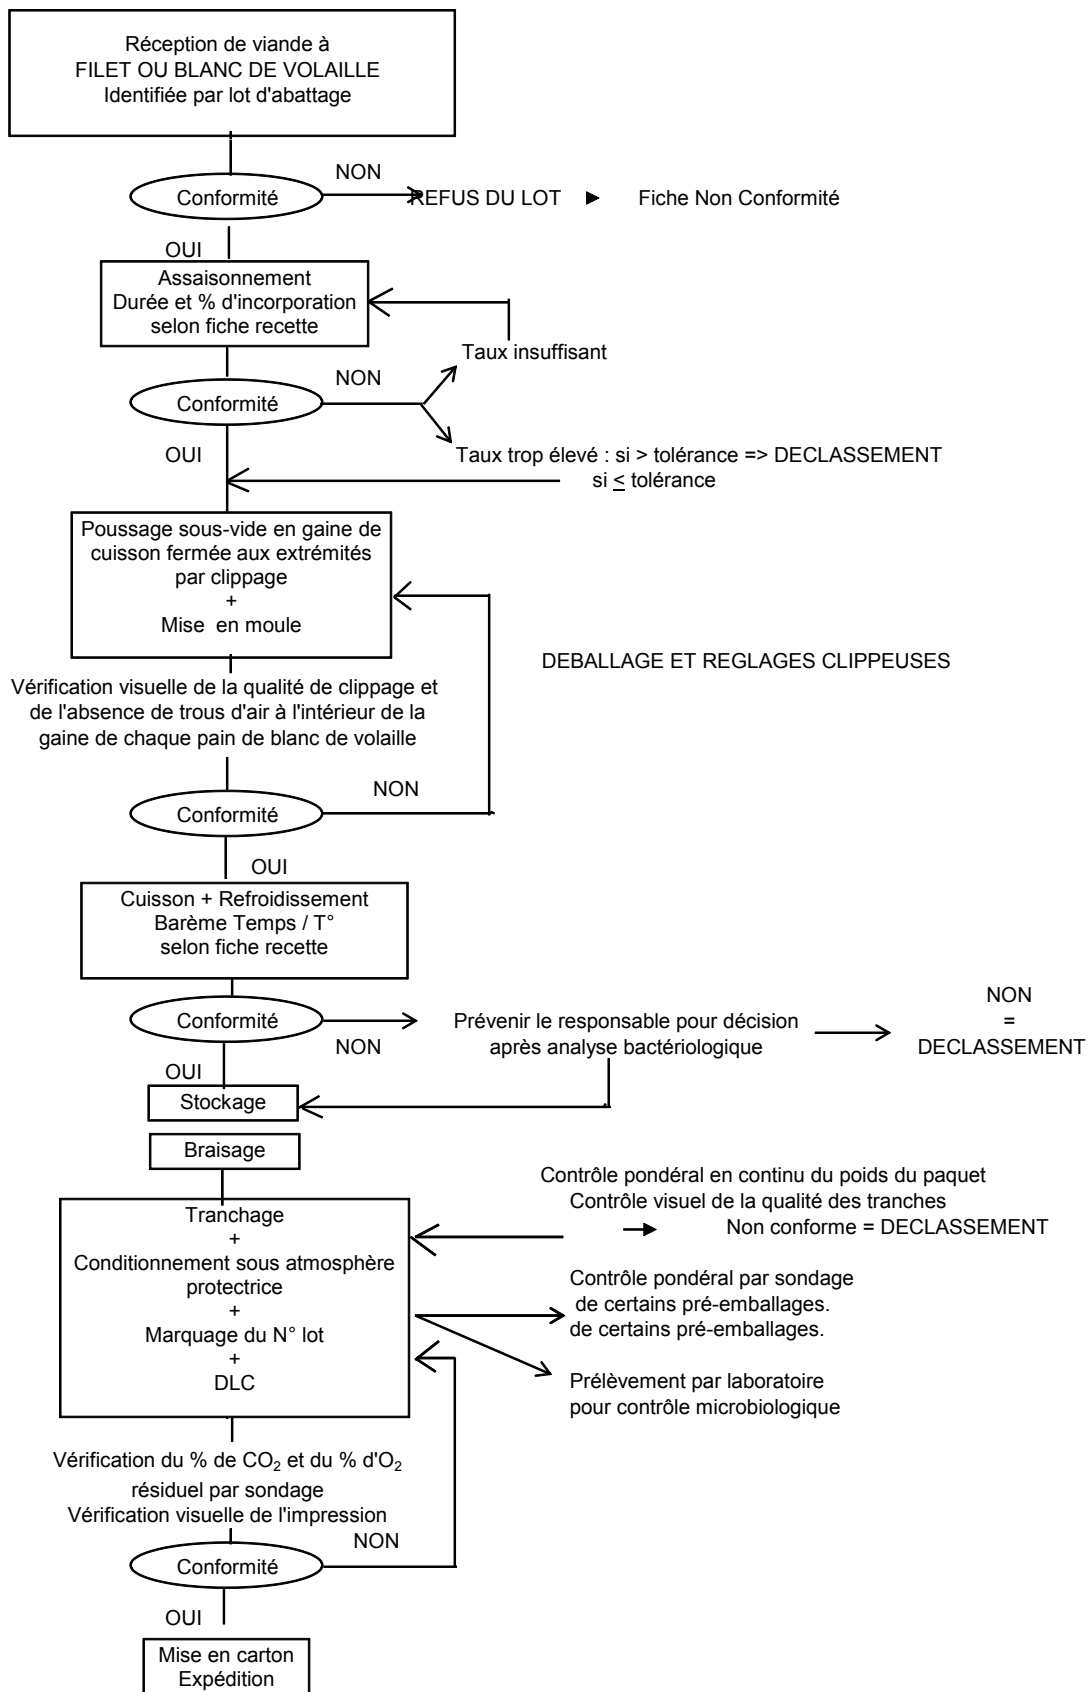 Réception de viande à
FILET OU BLANC DE VOLAILLE
Identifiée par lot d'abattage
NON
Conformité
REFUS DU LOT
Fiche Non Conformité
OUI
Assaisonnement
Durée et % d'incorporation
selon fiche recette
Taux insuffisant
NON
Conformité
OUI
Taux trop élevé : si > tolérance => DECLASSEMENT
si ≤ tolérance
Poussage sous-vide en gaine de
cuisson fermée aux extrémités
par clippage
+
Mise en moule
DEBALLAGE ET REGLAGES CLIPPEUSES
Vérification visuelle de la qualité de clippage et
de l'absence de trous d'air à l'intérieur de la
gaine de chaque pain de blanc de volaille
NON
Conformité
OUI
Cuisson + Refroidissement
Barème Temps / T°
selon fiche recette
Conformité
NON
Prévenir le responsable pour décision
après analyse bactériologique
NON
=
DECLASSEMENT
OUI
Stockage
Braisage
Contrôle pondéral en continu du poids du paquet
Contrôle visuel de la qualité des tranches
Non conforme = DECLASSEMENT
Tranchage
+
Conditionnement sous atmosphère
protectrice
+
Marquage du N° lot
+
DLC
Contrôle pondéral par sondage
de certains pré-emballages.
de certains pré-emballages.
Prélèvement par laboratoire
pour contrôle microbiologique
Vérification du % de CO₂ et du % d'O₂
résiduel par sondage
Vérification visuelle de l'impression
NON
Conformité
OUI
Mise en carton
Expédition